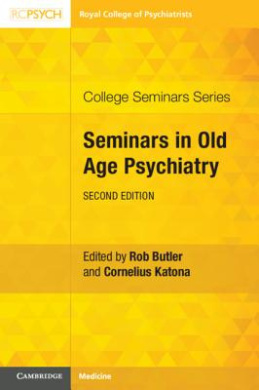 RCPSYCH Royal College of Psychiatrists
College Seminars Series
Seminars in Old
Age Psychiatry
SECOND EDITION
Edited by Rob Butler
and Cornelius Katona
CAMBRIDGE Medicine